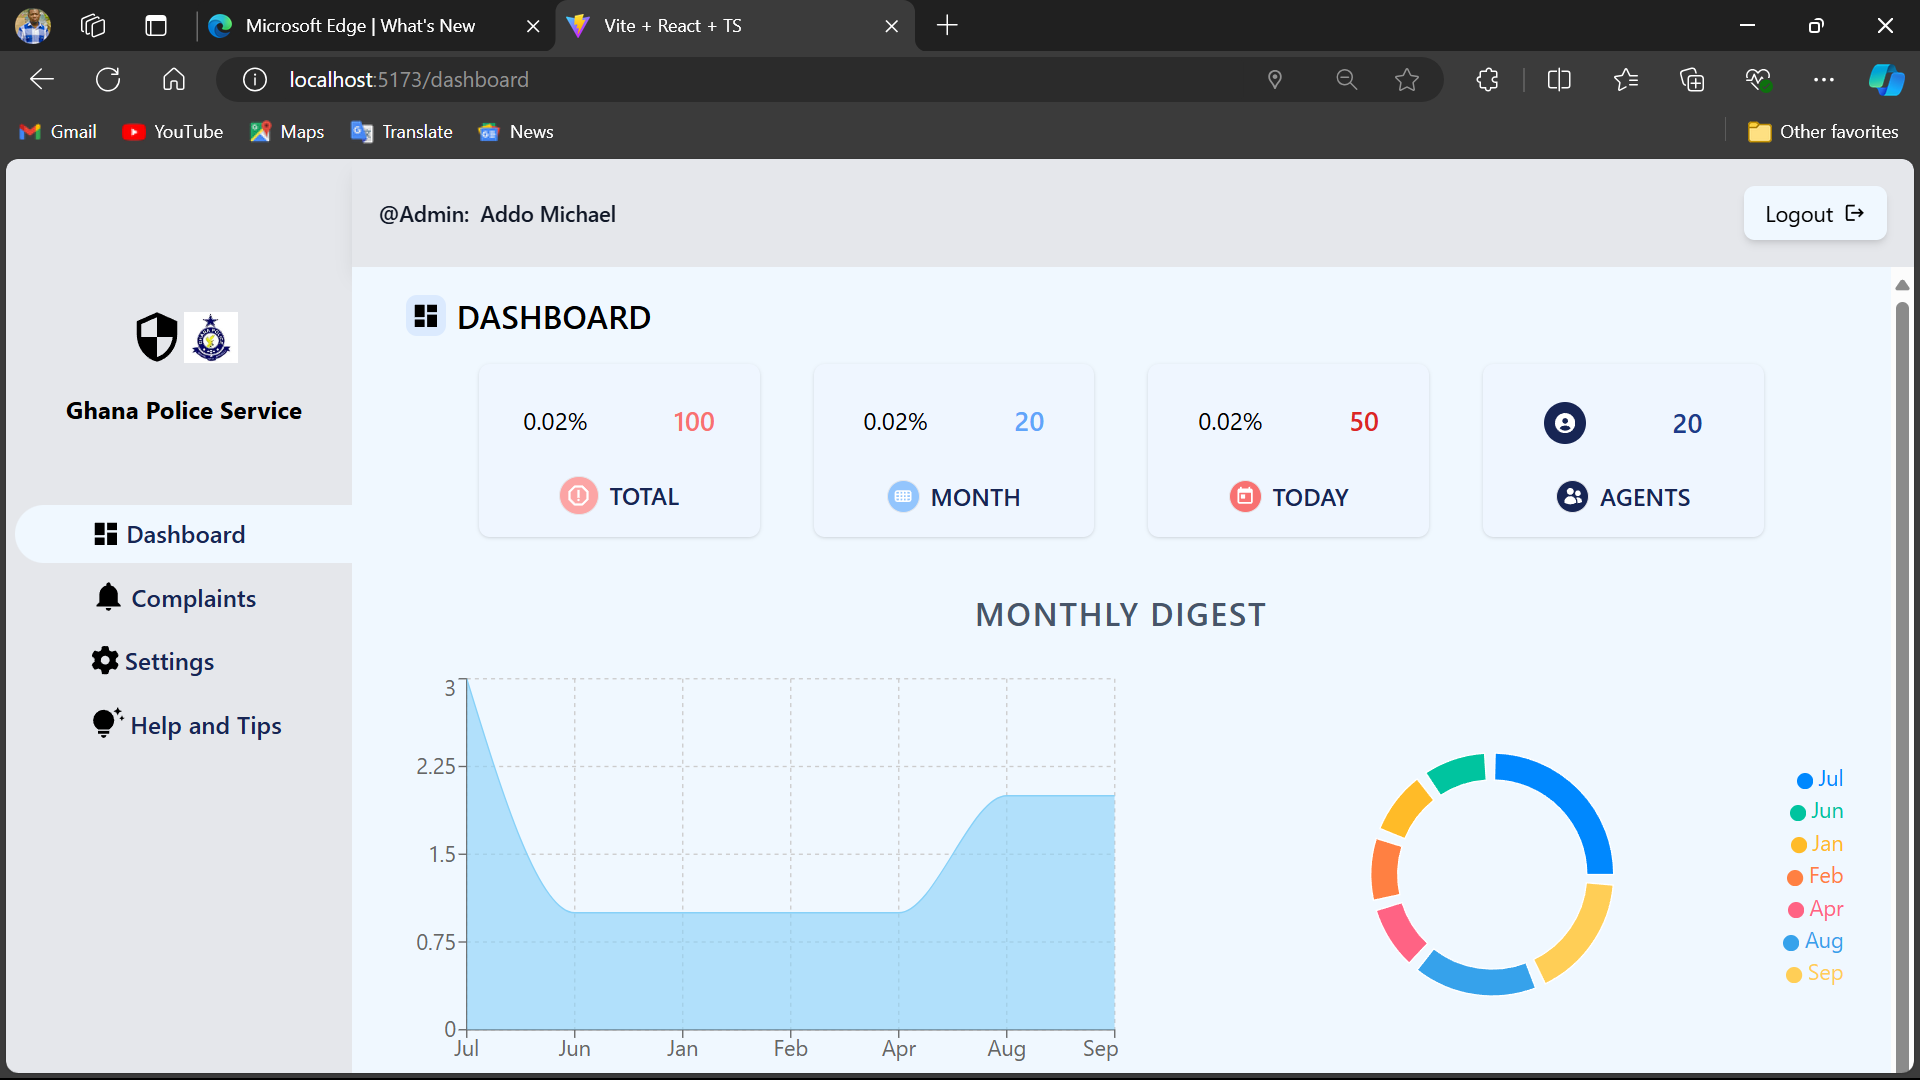 Microsoft Edge | What's New
Vite + React + TS
localhost:5173/dashboard
Gmail
YouTube
Maps
Translate
News
Other favorites
@Admin: Addo Michael
Logout
Ghana Police Service
Dashboard
Complaints
Settings
Help and Tips
DASHBOARD
0.02% 100
TOTAL
0.02% 20
MONTH
0.02% 50
TODAY
20
AGENTS
MONTHLY DIGEST
3
2.25
1.5
0.75
0
Jul Jun Jan Feb Apr Aug Sep
Jul
Jun
Jan
Feb
Apr
Aug
Sep